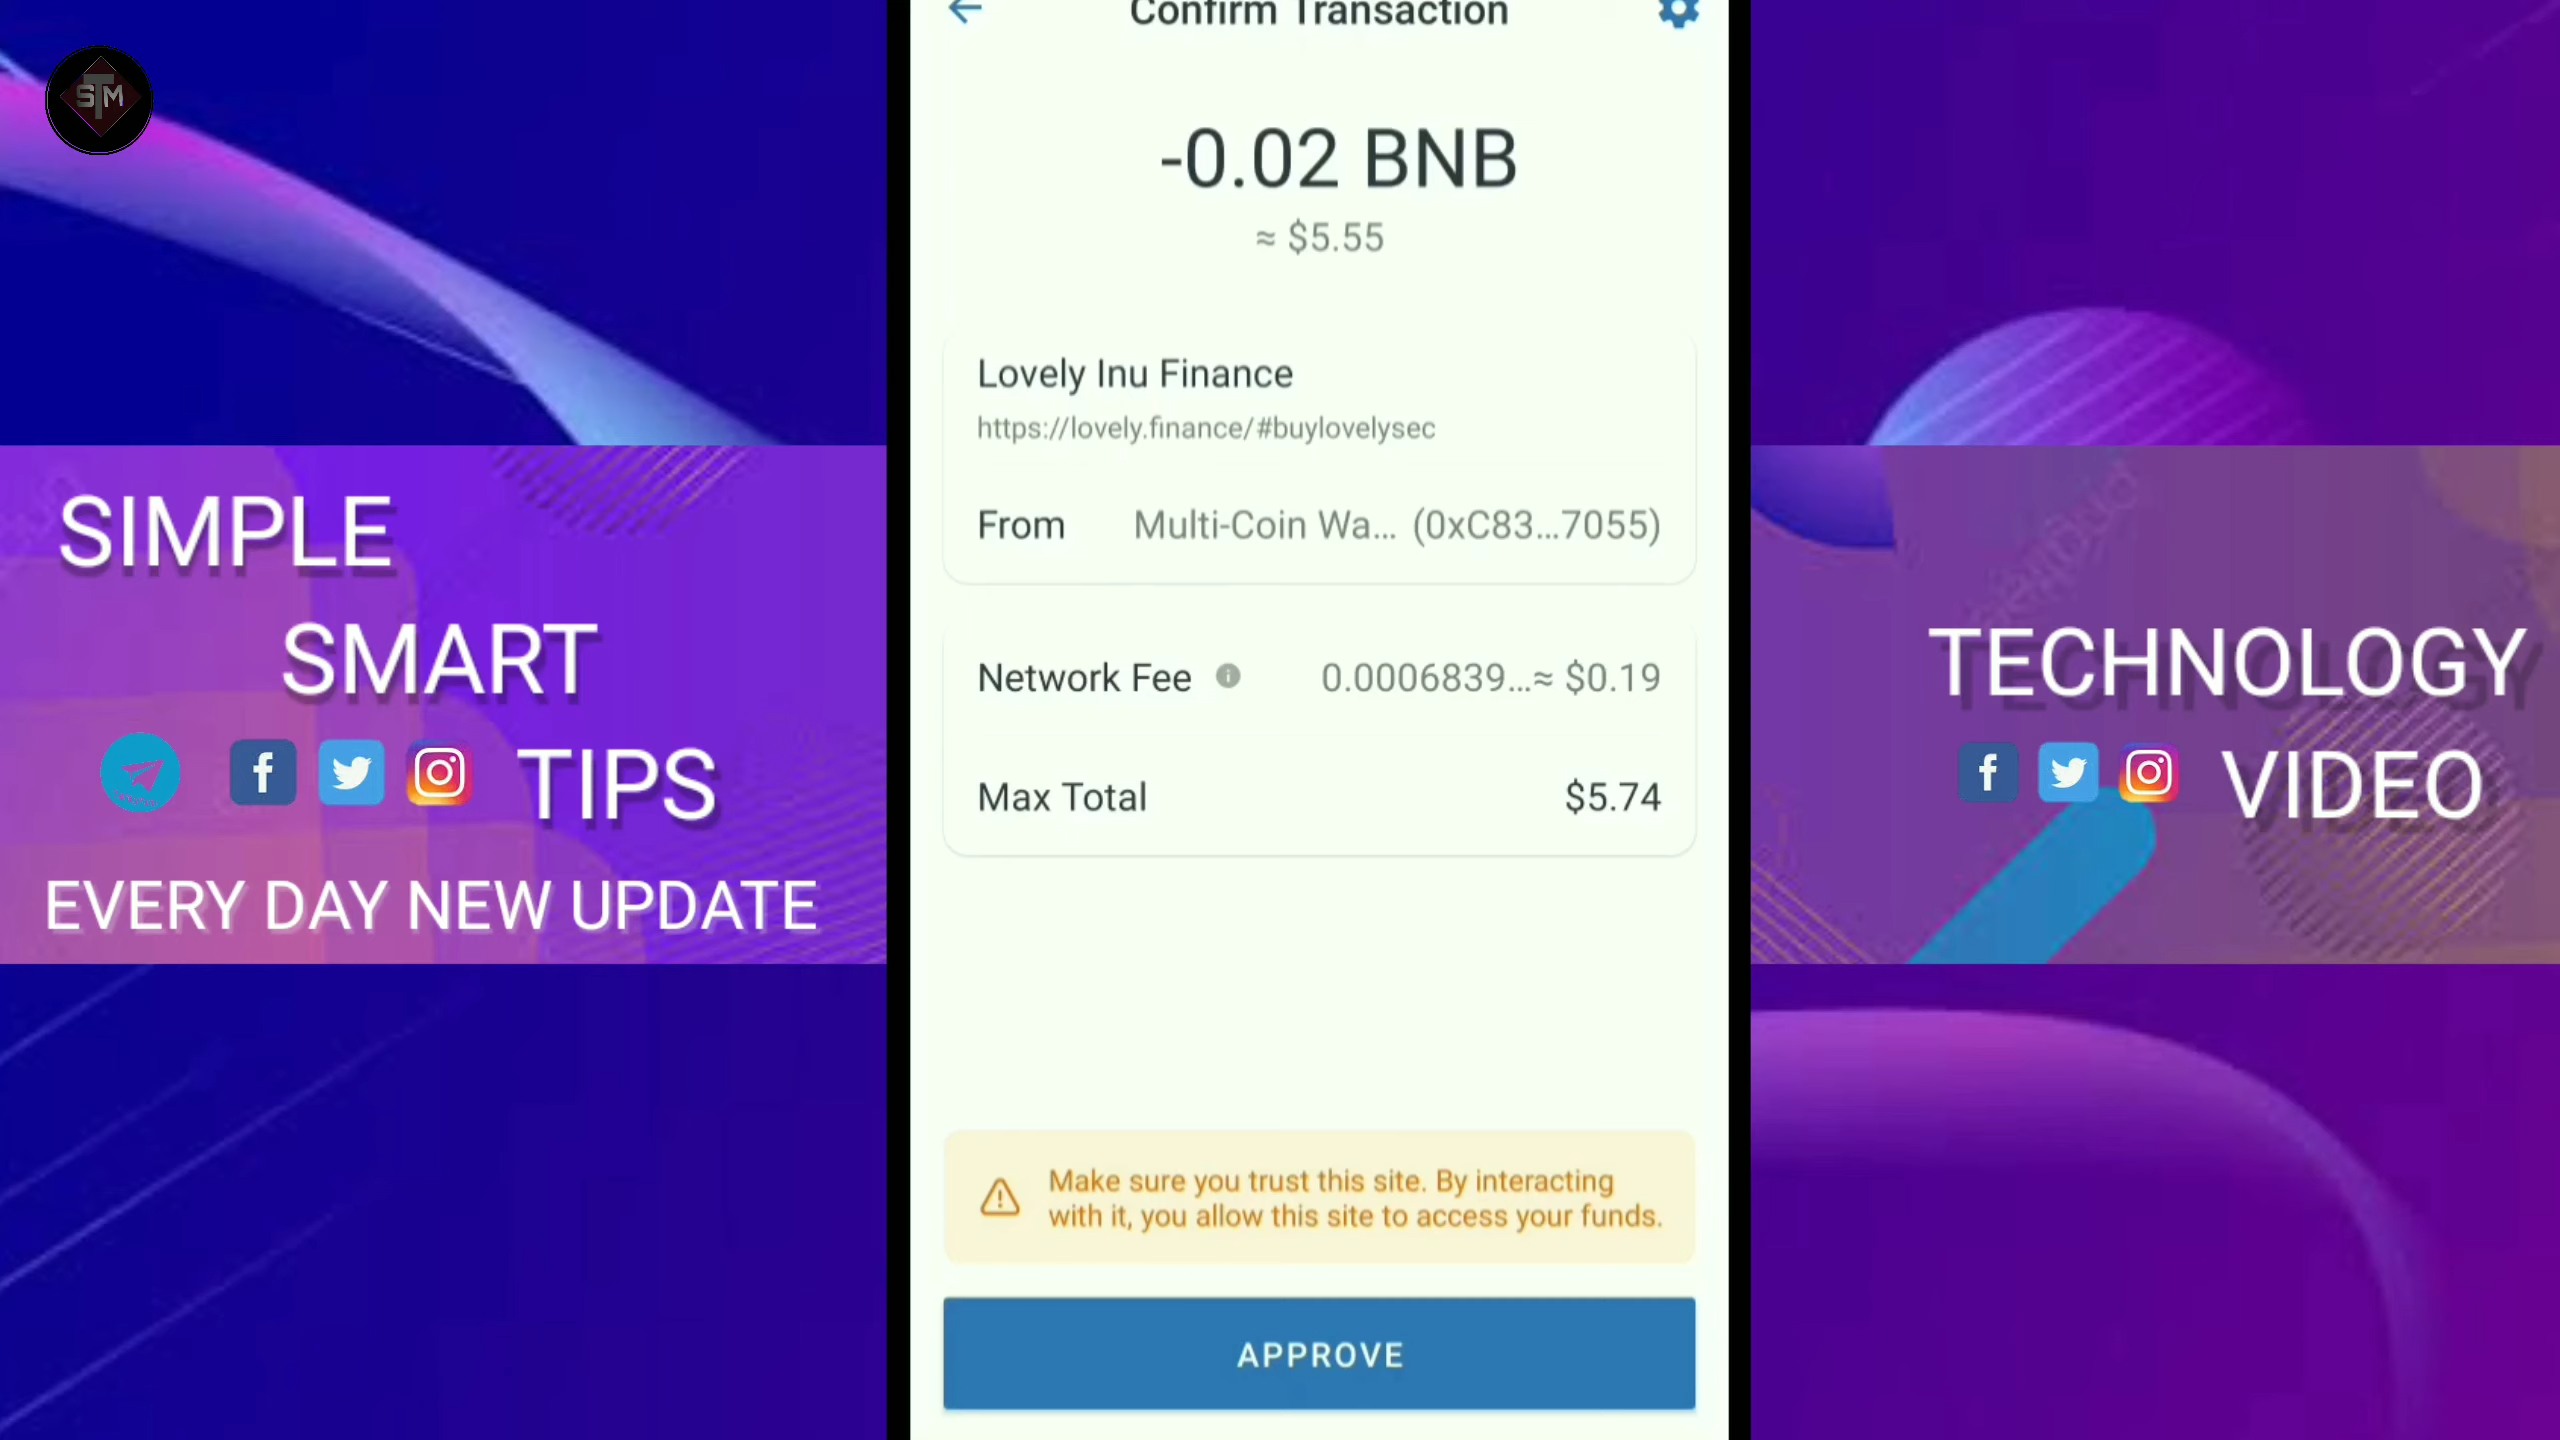 STM
Confirm Transaction
-0.02 BNB
≈ $5.55
Lovely Inu Finance
https://lovely.finance/#buylovelysec
From Multi-Coin Wa... (0xC83...7055)
Network Fee 0.0006839...≈ $0.19
Max Total $5.74
Make sure you trust this site. By interacting
with it, you allow this site to access your funds.
APPROVE
SIMPLE
SMART
TIPS
EVERY DAY NEW UPDATE
TECHNOLOGY
VIDEO